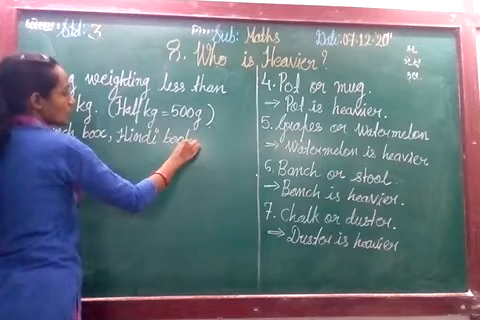 Std: 3
Sub: Maths
Date: 07.12.20
8. Who is Heavier?
g weighting less than
kg. (Half kg = 500g)
box, Hindi book
4. Pot or mug.
→ Pot is heavier.
5. Grapes or Watermelon
→ Watermelon is heavier
6. Banch or stool.
→ Bench is heavier.
7. Chalk or duster.
⇒ Duster is heavier